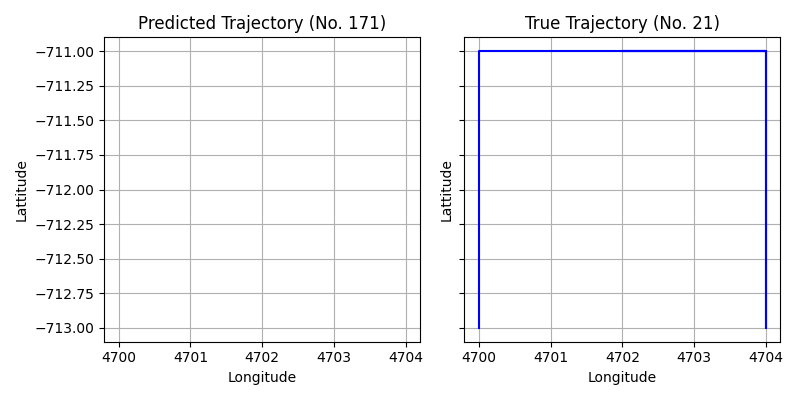 Predicted Trajectory (No. 171)
True Trajectory (No. 21)
−711.00
−711.25
−711.50
−711.75
−712.00
−712.25
−712.50
−712.75
−713.00
Lattitude
Lattitude
4700 4701 4702 4703 4704
4700 4701 4702 4703 4704
Longitude
Longitude